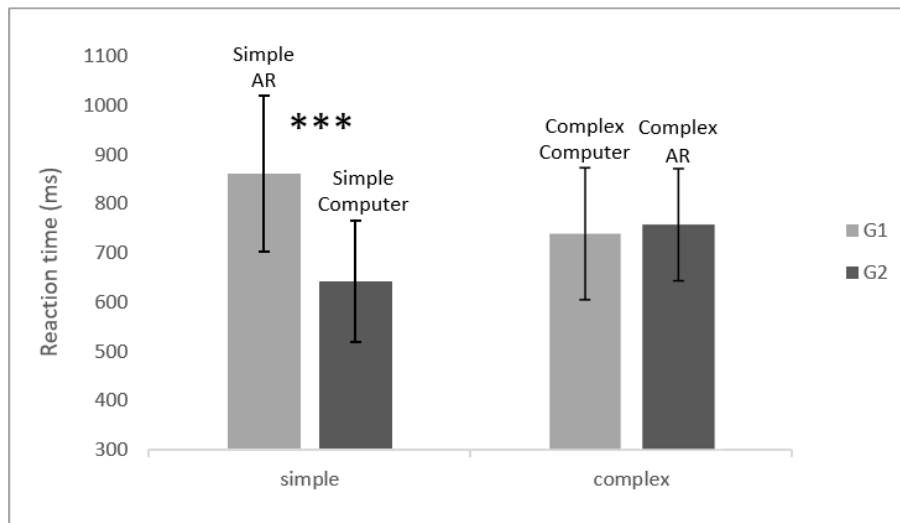 Reaction time (ms)
1100
1000
900
800
700
600
500
400
300
Simple
AR
***
Simple
Computer
Complex
Computer
Complex
AR
simple
complex
G1
G2